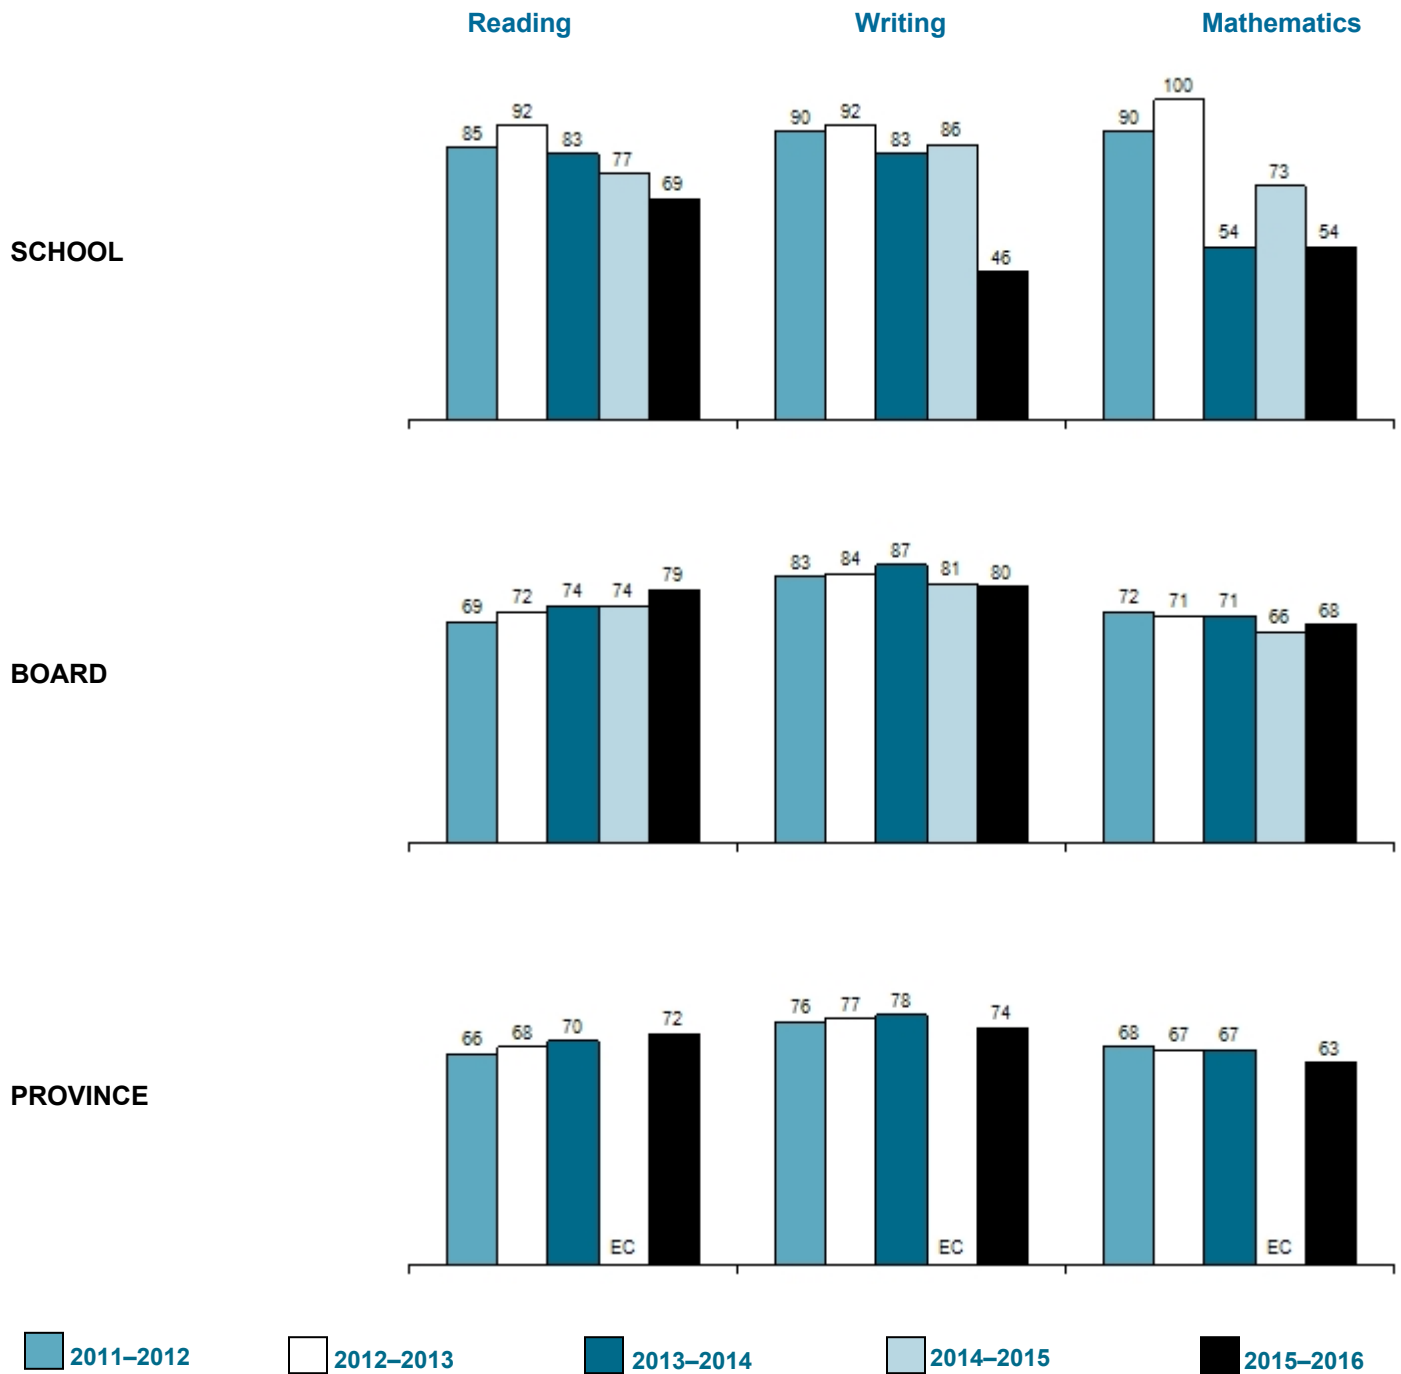 Reading Writing Mathematics
100
92
85 83 77 69
90 92 83 86 46
90 54 73 54
SCHOOL
69 72 74 74 79
83 84 87 81 80
72 71 71 66 68
BOARD
66 68 70 EC 72
76 77 78 EC 74
68 67 67 EC 63
PROVINCE
2011–2012 2012–2013 2013–2014 2014–2015 2015–2016